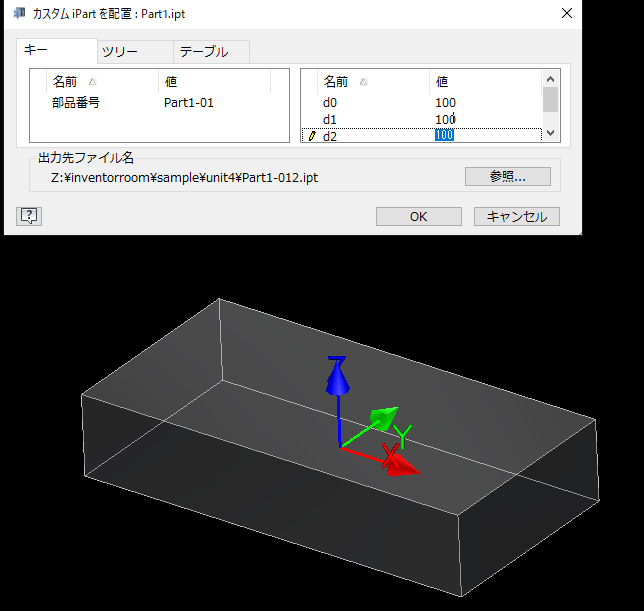 カスタム iPart を配置 : Part1.ipt
キー ツリー テーブル
名前 値
部品番号 Part1-01
名前 値
d0 100
d1 100
d2 100
出力先ファイル名
Z:¥inventorroom¥sample¥unit4¥Part1-012.ipt
参照...
?
OK キャンセル
Z
Y
X